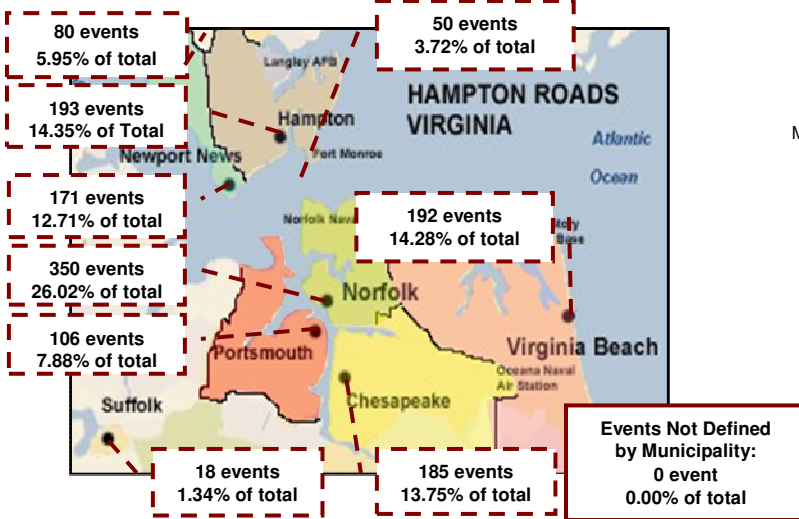 80 events
5.95% of total
50 events
3.72% of total
Langley AFB
193 events
14.35% of Total
HAMPTON ROADS
VIRGINIA
Hampton
Atlantic
M
Newport News
Fort Monroe
Ocean
171 events
12.71% of total
192 events
14.28% of total
Norfolk Nava
Base
350 events
26.02% of total
Norfolk
106 events
7.88% of total
Portsmouth
Virginia Beach
Oceana Naval
Air Station
Suffolk
Chesapeake
Events Not Defined
by Municipality:
0 event
0.00% of total
18 events
1.34% of total
185 events
13.75% of total